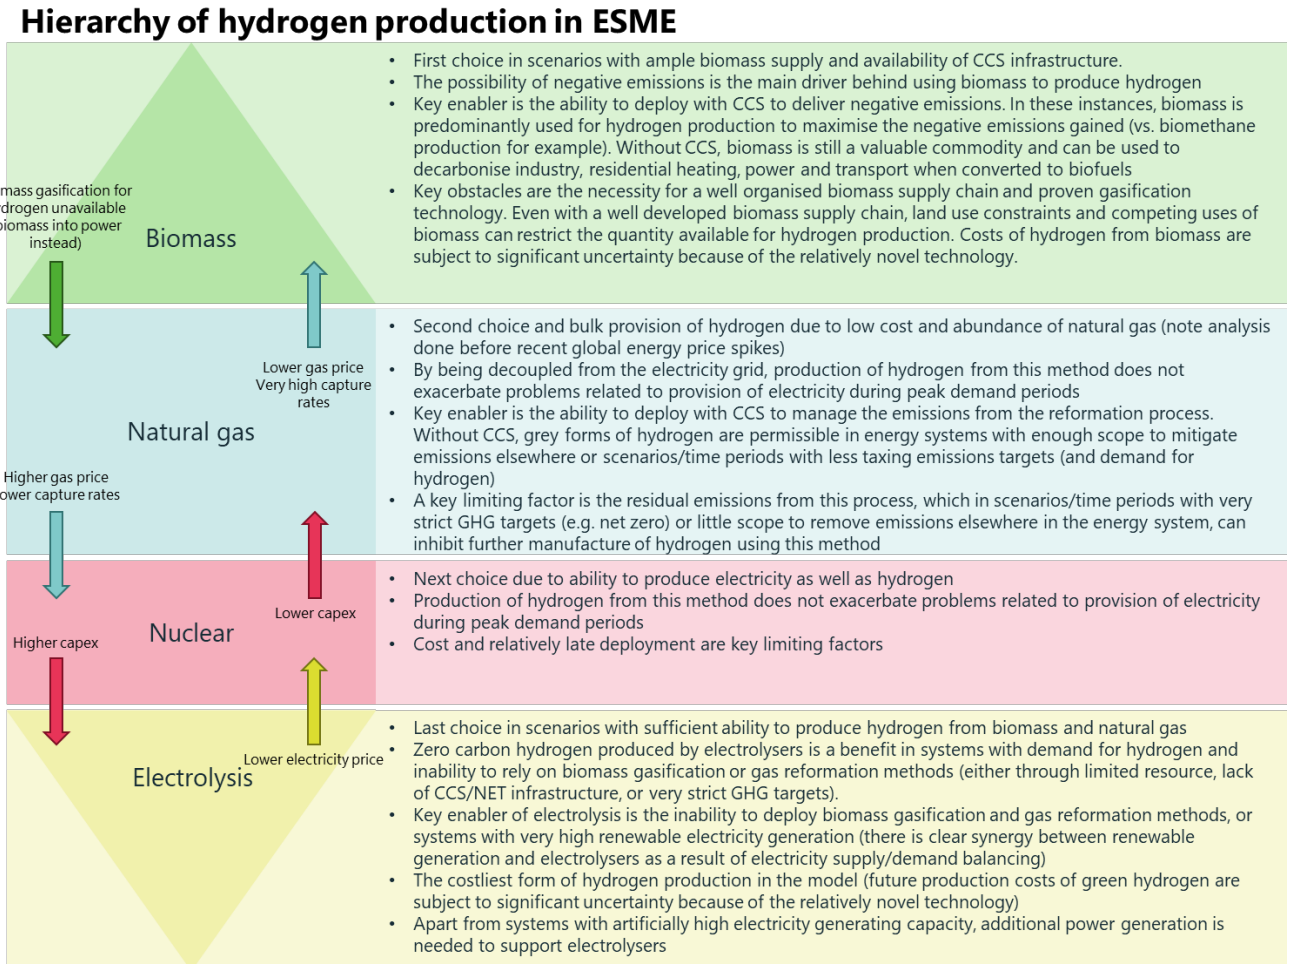 Hierarchy of hydrogen production in ESME
• First choice in scenarios with ample biomass supply and availability of CCS infrastructure.
• The possibility of negative emissions is the main driver behind using biomass to produce hydrogen
• Key enabler is the ability to deploy with CCS to deliver negative emissions. In these instances, biomass is
predominantly used for hydrogen production to maximise the negative emissions gained (vs. biomethane
production for example). Without CCS, biomass is still a valuable commodity and can be used to
decarbonise industry, residential heating, power and transport when converted to biofuels
• Key obstacles are the necessity for a well organised biomass supply chain and proven gasification
technology. Even with a well developed biomass supply chain, land use constraints and competing uses of
biomass can restrict the quantity available for hydrogen production. Costs of hydrogen from biomass are
subject to significant uncertainty because of the relatively novel technology.
mass gasification for
drogen unavailable
biomass into power
instead)
Biomass
• Second choice and bulk provision of hydrogen due to low cost and abundance of natural gas (note analysis
done before recent global energy price spikes)
• By being decoupled from the electricity grid, production of hydrogen from this method does not
exacerbate problems related to provision of electricity during peak demand periods
• Key enabler is the ability to deploy with CCS to manage the emissions from the reformation process.
Without CCS, grey forms of hydrogen are permissible in energy systems with enough scope to mitigate
emissions elsewhere or scenarios/time periods with less taxing emissions targets (and demand for
hydrogen)
• A key limiting factor is the residual emissions from this process, which in scenarios/time periods with very
strict GHG targets (e.g. net zero) or little scope to remove emissions elsewhere in the energy system, can
inhibit further manufacture of hydrogen using this method
Lower gas price
Very high capture
rates
Natural gas
Higher gas price
ower capture rates
• Next choice due to ability to produce electricity as well as hydrogen
• Production of hydrogen from this method does not exacerbate problems related to provision of electricity
during peak demand periods
• Cost and relatively late deployment are key limiting factors
Lower capex
Nuclear
Higher capex
• Last choice in scenarios with sufficient ability to produce hydrogen from biomass and natural gas
• Zero carbon hydrogen produced by electrolysers is a benefit in systems with demand for hydrogen and
inability to rely on biomass gasification or gas reformation methods (either through limited resource, lack
of CCS/NET infrastructure, or very strict GHG targets).
• Key enabler of electrolysis is the inability to deploy biomass gasification and gas reformation methods, or
systems with very high renewable electricity generation (there is clear synergy between renewable
generation and electrolysers as a result of electricity supply/demand balancing)
• The costliest form of hydrogen production in the model (future production costs of green hydrogen are
subject to significant uncertainty because of the relatively novel technology)
• Apart from systems with artificially high electricity generating capacity, additional power generation is
needed to support electrolysers
Lower electricity price
Electrolysis